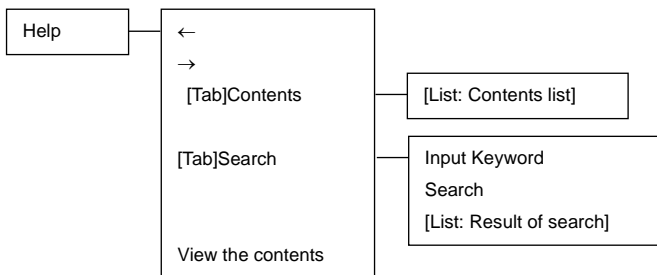 Help
←
→
[Tab]Contents
[List: Contents list]
[Tab]Search
Input Keyword
Search
[List: Result of search]
View the contents